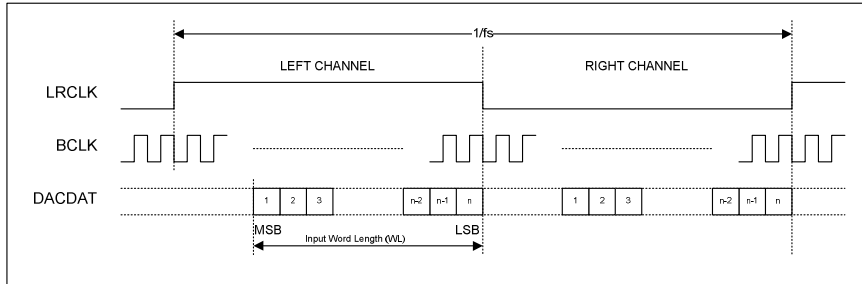 1/fs
LEFT CHANNEL RIGHT CHANNEL
LRCLK
BCLK
DACDAT
1 2 3 n-2 n-1 n 1 2 3 n-2 n-1 n
MSB LSB
Input Word Length (WL)